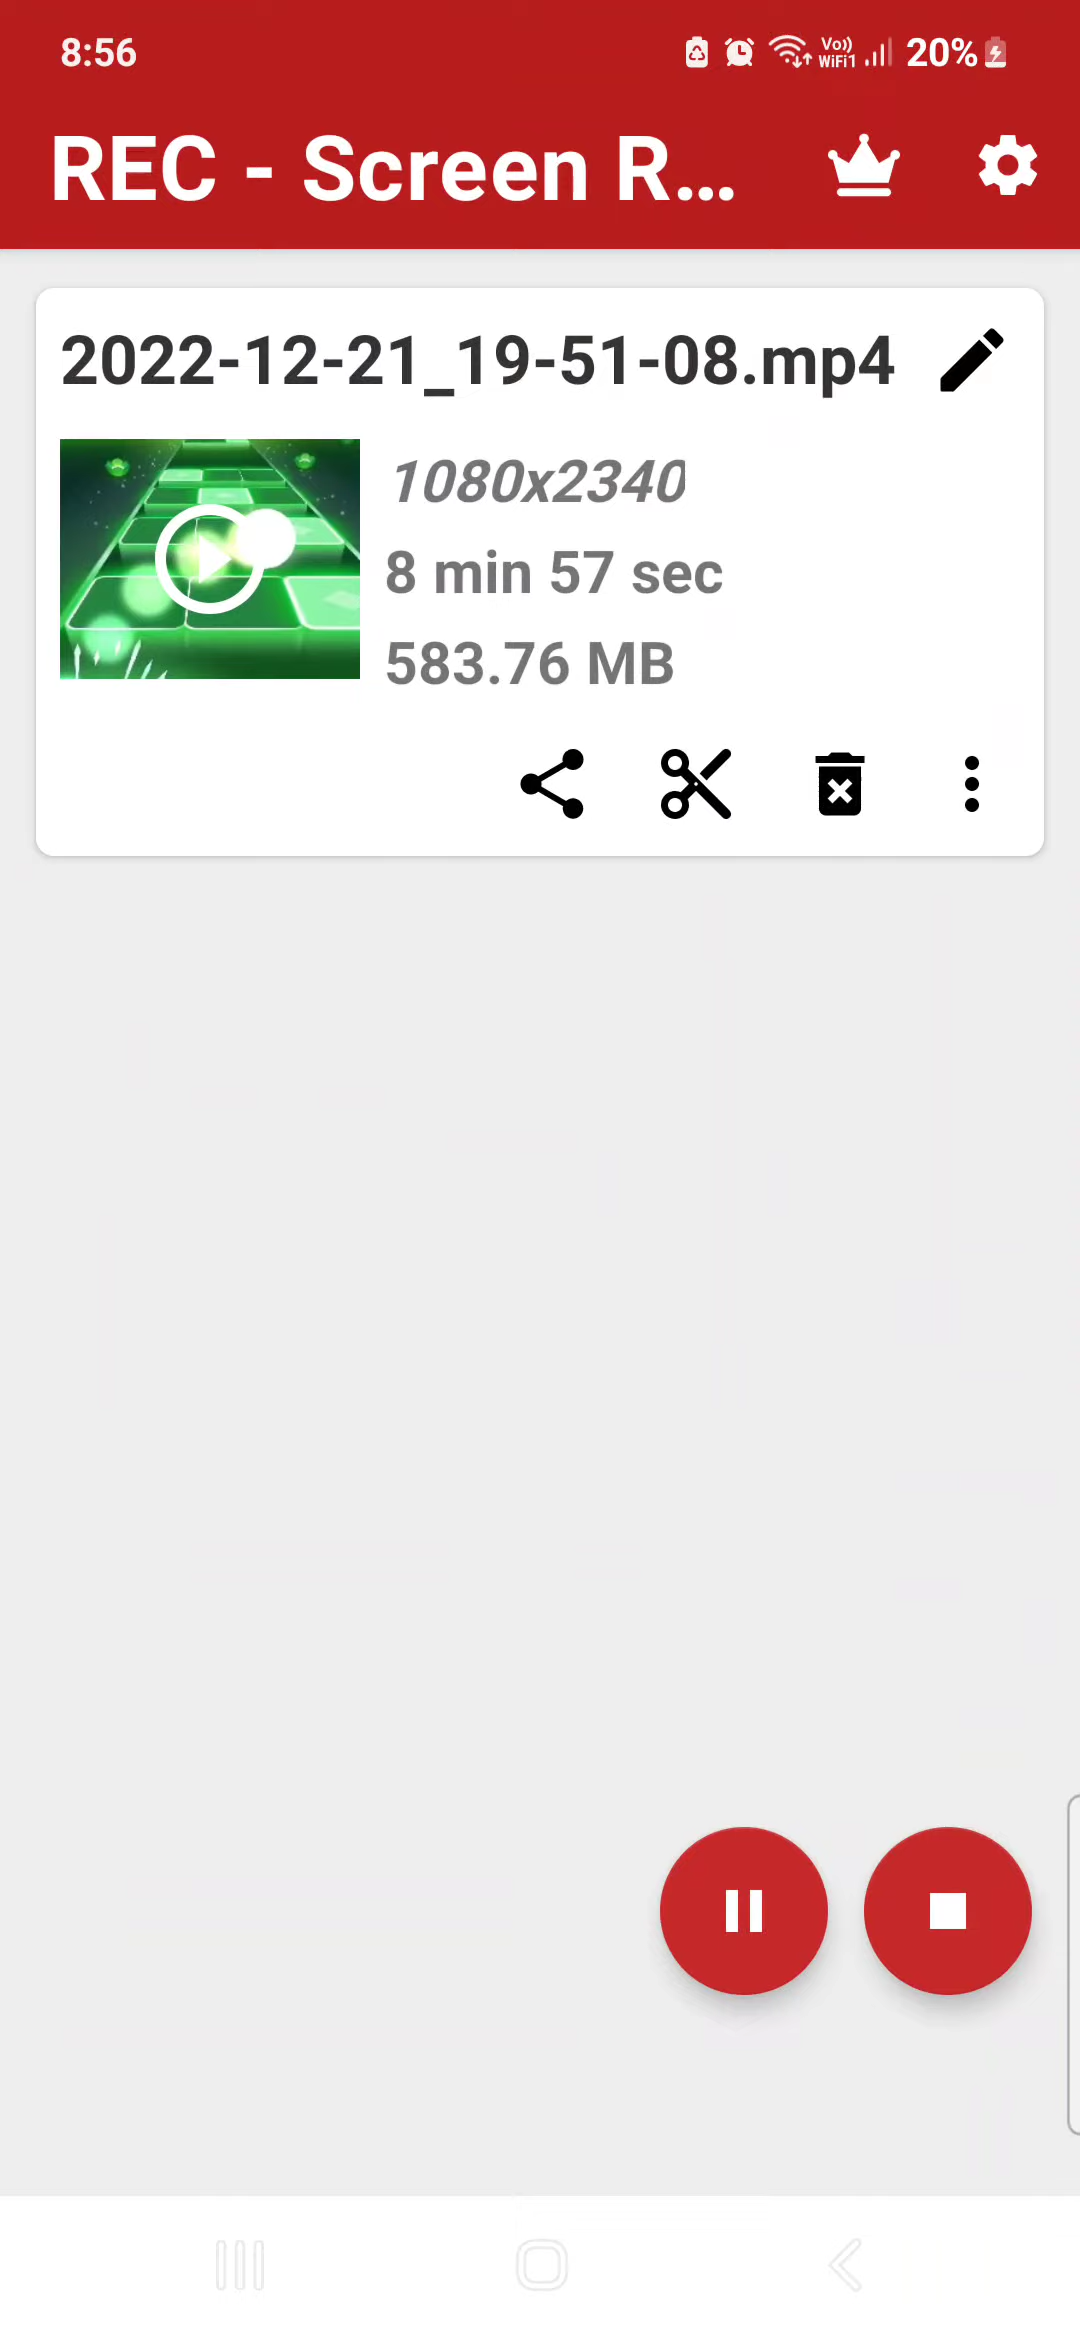 8:56
Vo)) WiFi1 20%
REC - Screen R...
2022-12-21_19-51-08.mp4
1080x2340
8 min 57 sec
583.76 MB